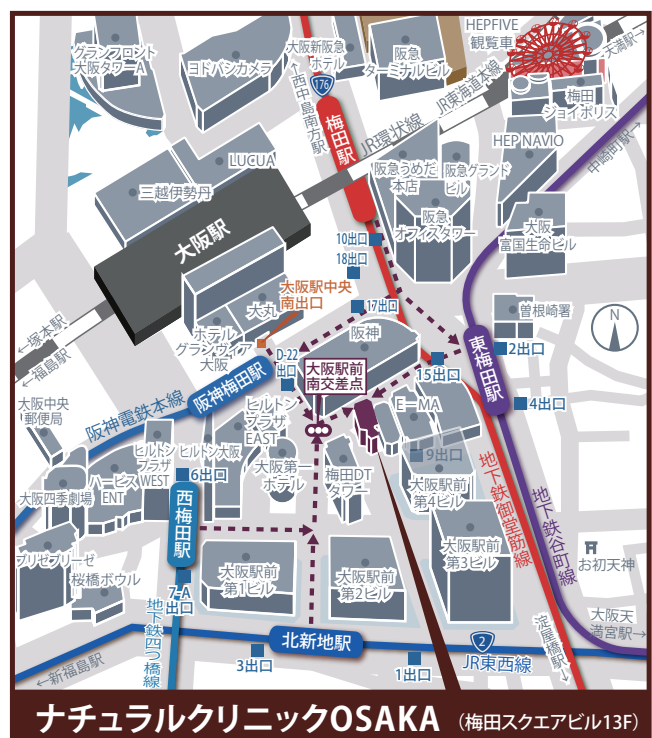 グランフロント
大阪タワーA
ヨドバシカメラ
大阪新阪急
ホテル
阪急
ターミナルビル
HEPFIVE
観覧車
天満駅→
←西中島南方駅
176
梅田駅
JR環状線
JR東海道本線
梅田
ジョイポリス
HEP NAVIO
中崎町駅→
LUCUA
三越伊勢丹
大阪駅
阪急うめだ
本店
阪急グランド
ビル
阪急
オフィスタワー
大阪
富国生命ビル
10出口
18出口
大阪駅中央
南出口
17出口
大丸
ホテル
グランヴィア
大阪
阪神
曽根崎署
N
←塚本駅
←福島駅
D-22
出口
大阪駅前
南交差点
15出口
東梅田駅
2出口
4出口
阪神梅田駅
阪神電鉄本線
大阪中央
郵便局
ヒルトン
プラザ
EAST
E－MA
9出口
ヒルトン
プラザ
WEST
ヒルトン大阪
6出口
大阪第一
ホテル
梅田DT
タワー
大阪駅前
第4ビル
大阪四季劇場
ハービス
ENT
西梅田駅
地下鉄御堂筋線
地下鉄谷町線
ブリゼブリーゼ
桜橋ボウル
7-A
出口
大阪駅前
第1ビル
大阪駅前
第2ビル
大阪駅前
第3ビル
お初天神
地下鉄四つ橋線
北新地駅
2
JR東西線
淀屋橋駅→
大阪天
満宮駅→
←新福島駅
3出口
1出口
ナチュラルクリニックOSAKA （梅田スクエアビル13F）